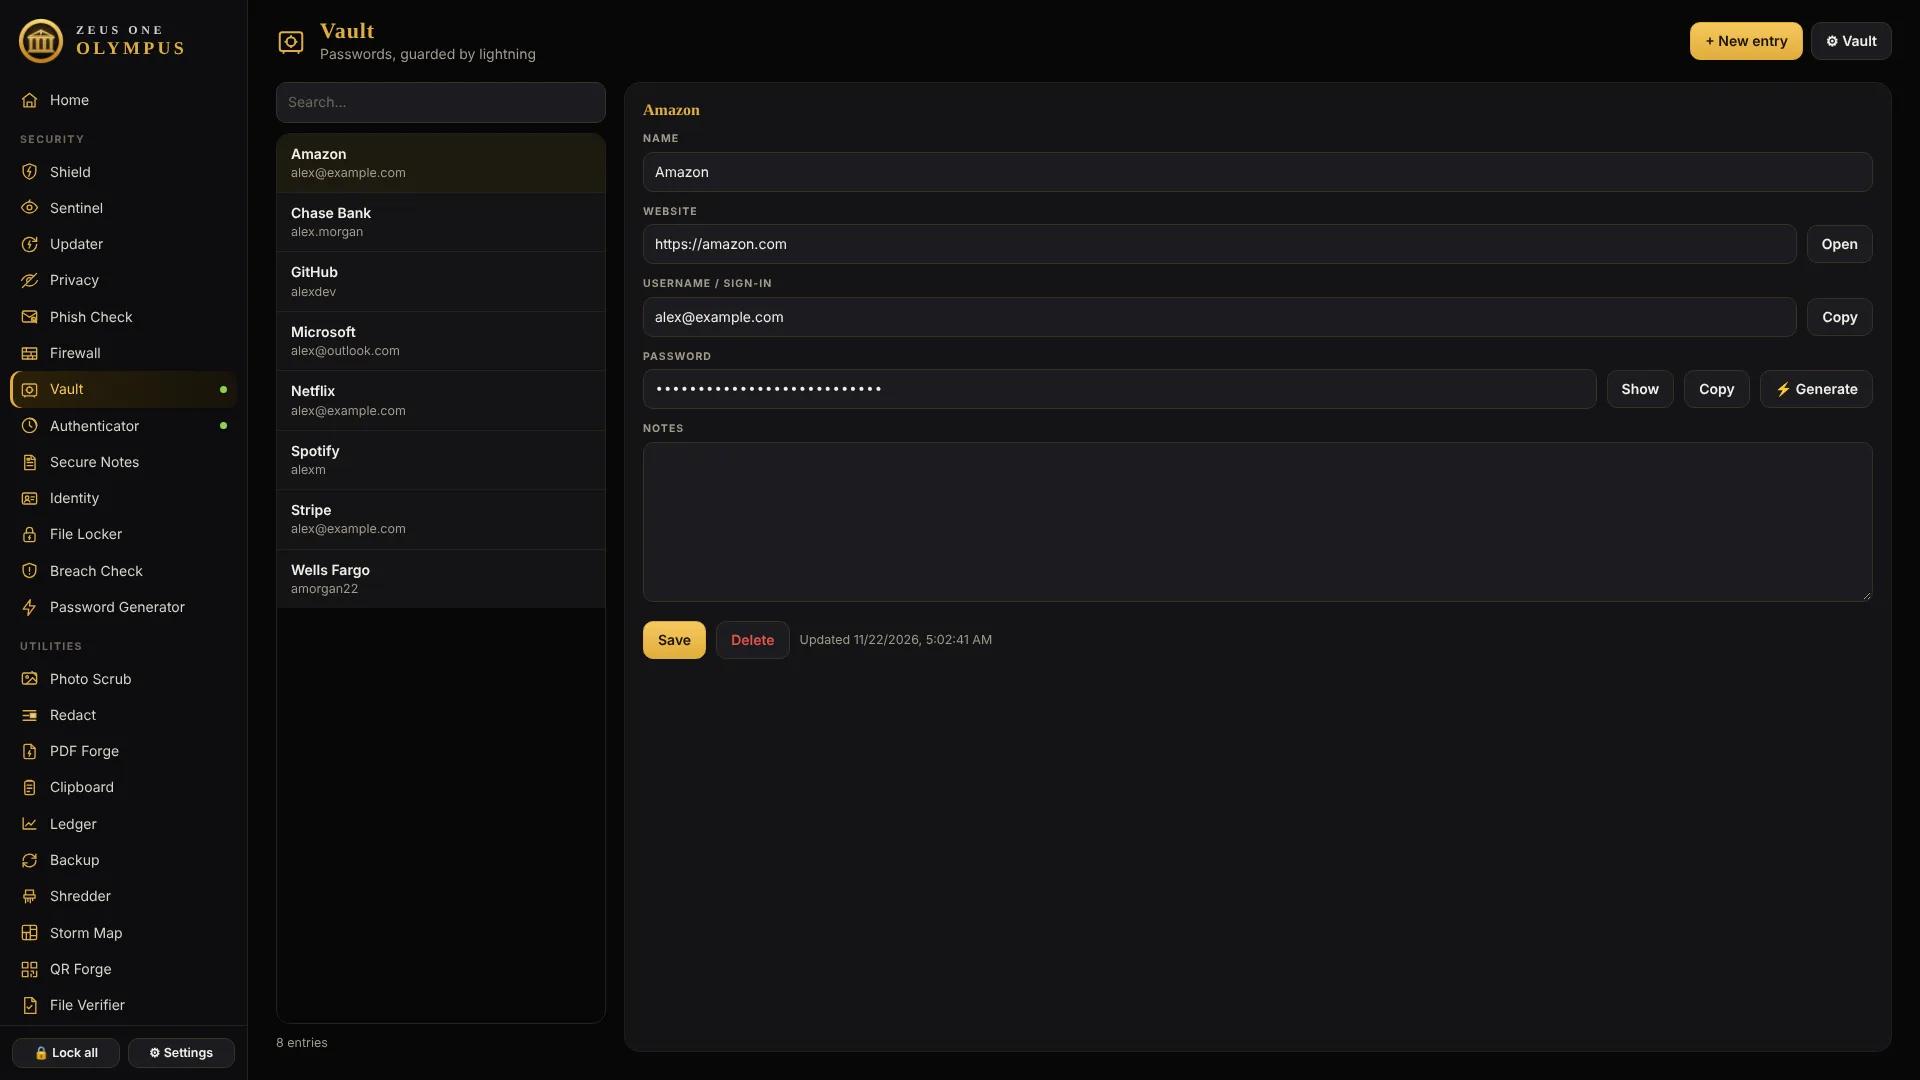 ZEUS ONE
OLYMPUS
Home
SECURITY
Shield
Sentinel
Updater
Privacy
Phish Check
Firewall
Vault
Authenticator
Secure Notes
Identity
File Locker
Breach Check
Password Generator
UTILITIES
Photo Scrub
Redact
PDF Forge
Clipboard
Ledger
Backup
Shredder
Storm Map
QR Forge
File Verifier
🔒 Lock all
⚙ Settings
Vault
Passwords, guarded by lightning
+ New entry
⚙ Vault
Search...
Amazon
alex@example.com
Chase Bank
alex.morgan
GitHub
alexdev
Microsoft
alex@outlook.com
Netflix
alex@example.com
Spotify
alexm
Stripe
alex@example.com
Wells Fargo
amorgan22
8 entries
Amazon
NAME
Amazon
WEBSITE
https://amazon.com
Open
USERNAME / SIGN-IN
alex@example.com
Copy
PASSWORD
•••••••••••••••••••••••••••
Show
Copy
⚡ Generate
NOTES
Save
Delete
Updated 11/22/2026, 5:02:41 AM